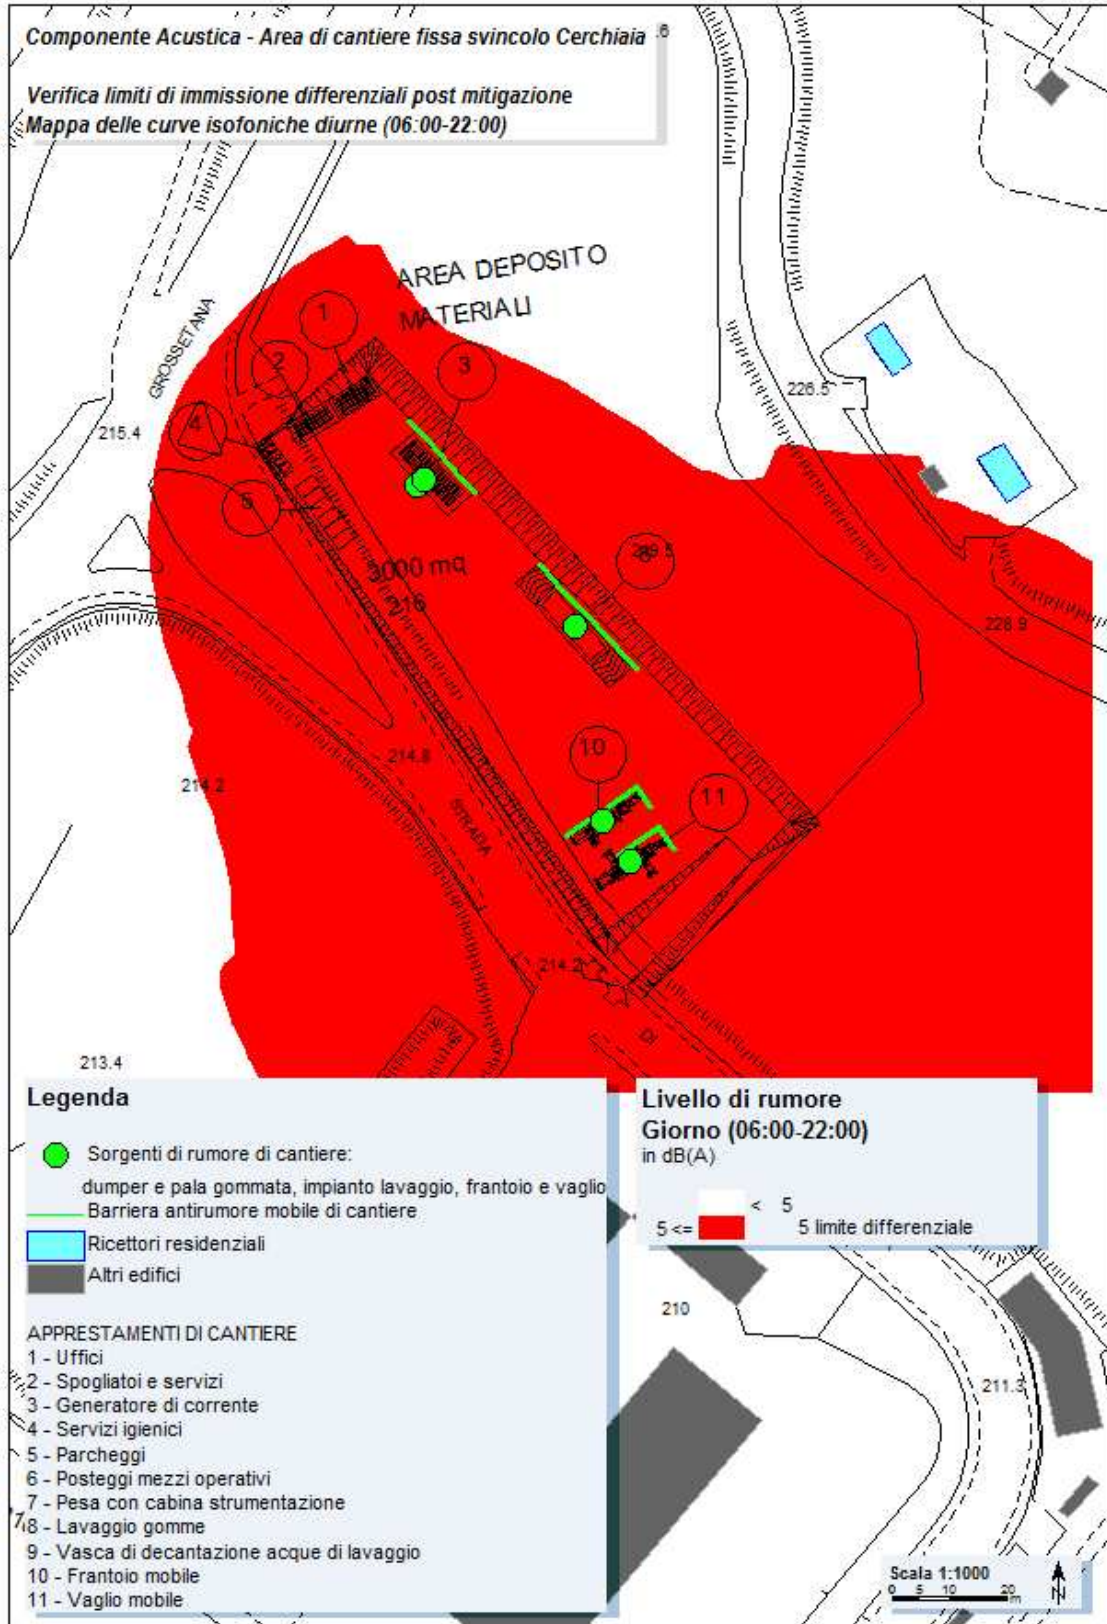 Componente Acustica - Area di cantiere fissa svincolo Cerchiaia
.6
Verifica limiti di immissione differenziali post mitigazione
Mappa delle curve isofoniche diurne (06:00-22:00)
AREA DEPOSITO
MATERIALI
GROSSETANA
1
2
3
4
226.5
215.4
5
3000 mq
228.9
10
214.8
214.2
11
STRADA
214.2
DI
213.4
Legenda
Sorgenti di rumore di cantiere:
dumper e pala gommata, impianto lavaggio, frantoio e vaglio
Barriera antirumore mobile di cantiere
Ricettori residenziali
Altri edifici
APPRESTAMENTI DI CANTIERE
1 - Uffici
2 - Spogliatoi e servizi
3 - Generatore di corrente
4 - Servizi igienici
5 - Parcheggi
6 - Posteggi mezzi operativi
7 - Pesa con cabina strumentazione
8 - Lavaggio gomme
9 - Vasca di decantazione acque di lavaggio
10 - Frantoio mobile
11 - Vaglio mobile
Livello di rumore
Giorno (06:00-22:00)
in dB(A)
< 5
5 <= 5 limite differenziale
210
211.3
Scala 1:1000
0 5 10 20
m
N